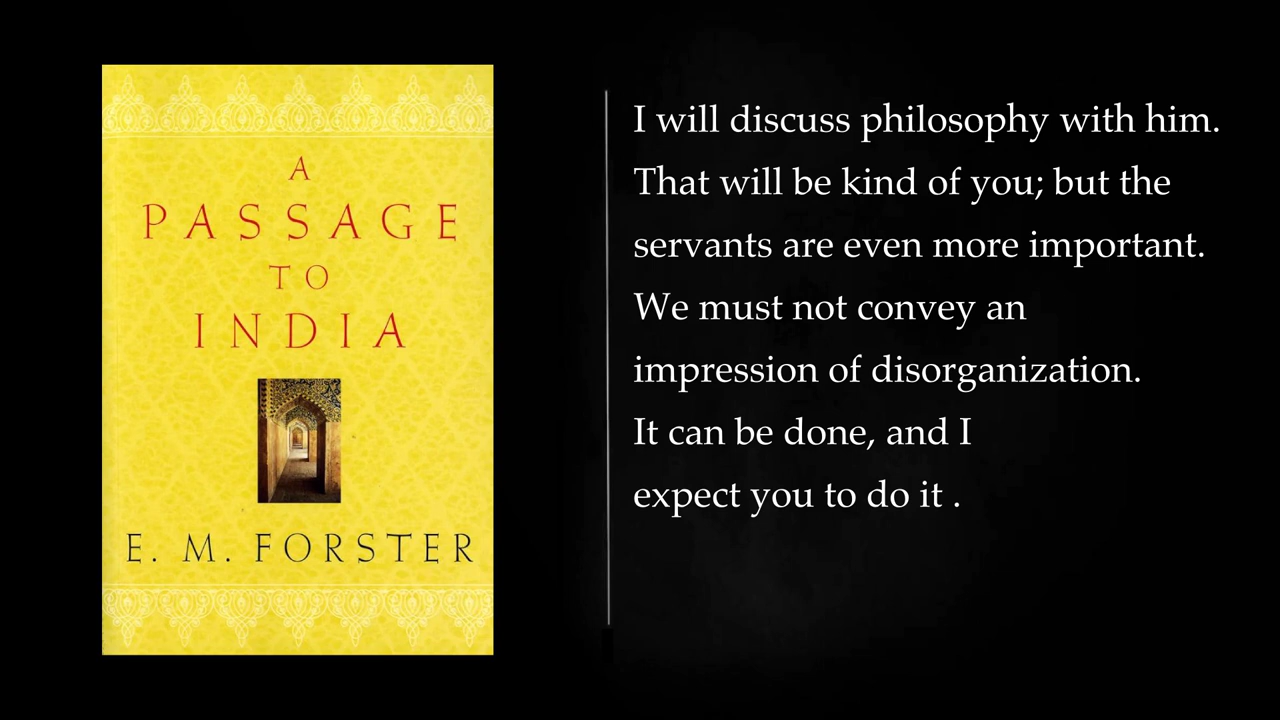 A
PASSAGE
TO
INDIA
E. M. FORSTER
I will discuss philosophy with him.
That will be kind of you; but the
servants are even more important.
We must not convey an
impression of disorganization.
It can be done, and I
expect you to do it .